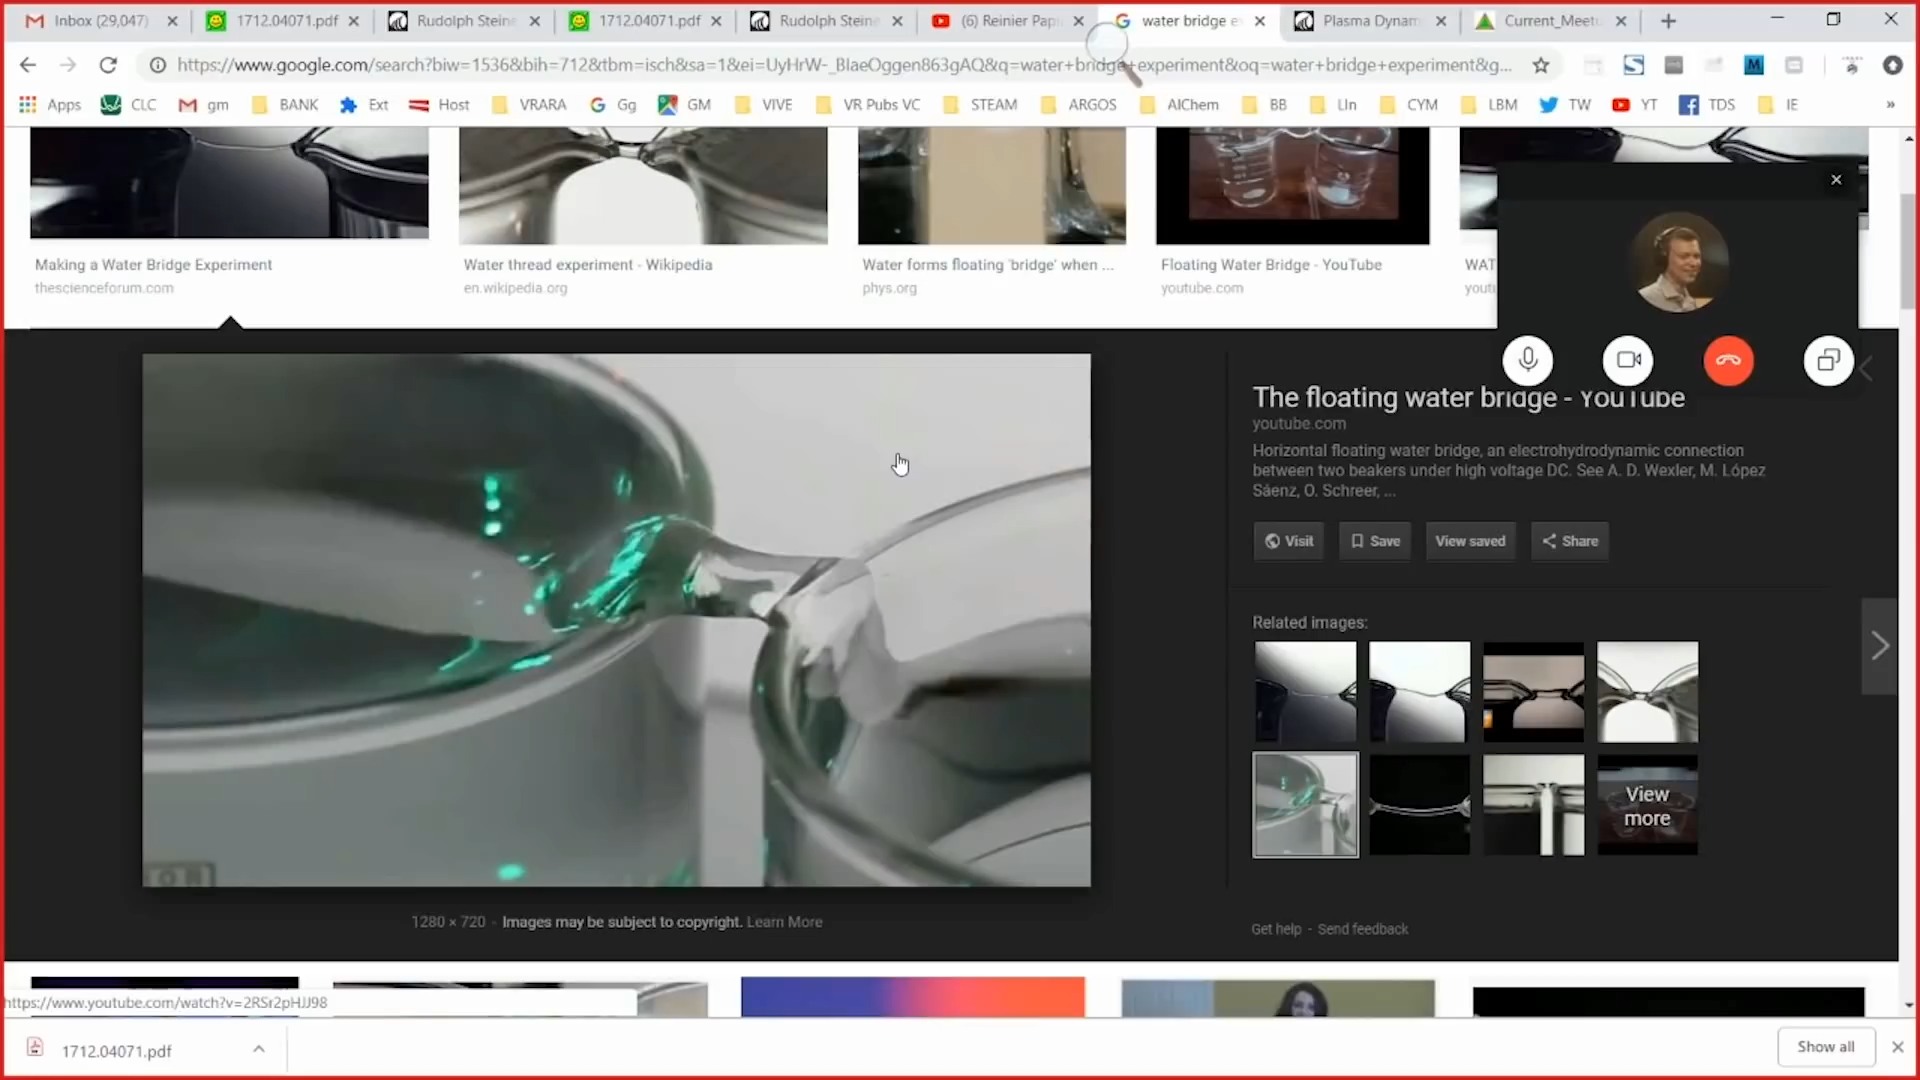 Inbox (29,047)
1712.04071.pdf
Rudolph Steine
1712.04071.pdf
Rudolph Steine
(6) Reinier Pap
water bridge e
Plasma Dynam
Current_Meetu
https://www.google.com/search?biw=1536&bih=712&tbm=isch&sa=1&ei=UyHrW-_BIaeOggen863gAQ&q=water+bridge+experiment&oq=water+bridge+experiment&g...
Apps
CLC
gm
BANK
Ext
Host
VRARA
Gg
GM
VIVE
VR Pubs VC
STEAM
ARGOS
AIChem
BB
LIn
CYM
LBM
TW
YT
TDS
IE
»
Making a Water Bridge Experiment
thescienceforum.com
Water thread experiment - Wikipedia
en.wikipedia.org
Water forms floating 'bridge' when ...
phys.org
Floating Water Bridge - YouTube
youtube.com
WAT
youtu
The floating water bridge - YouTube
youtube.com
Horizontal floating water bridge, an electrohydrodynamic connection
between two beakers under high voltage DC. See A. D. Wexler, M. López
Sáenz, O. Schreer, ...
Visit
Save
View saved
Share
Related images:
View
more
1280 × 720 - Images may be subject to copyright. Learn More
Get help - Send feedback
https://www.youtube.com/watch?v=2RSr2pHJJ98
1712.04071.pdf
Show all